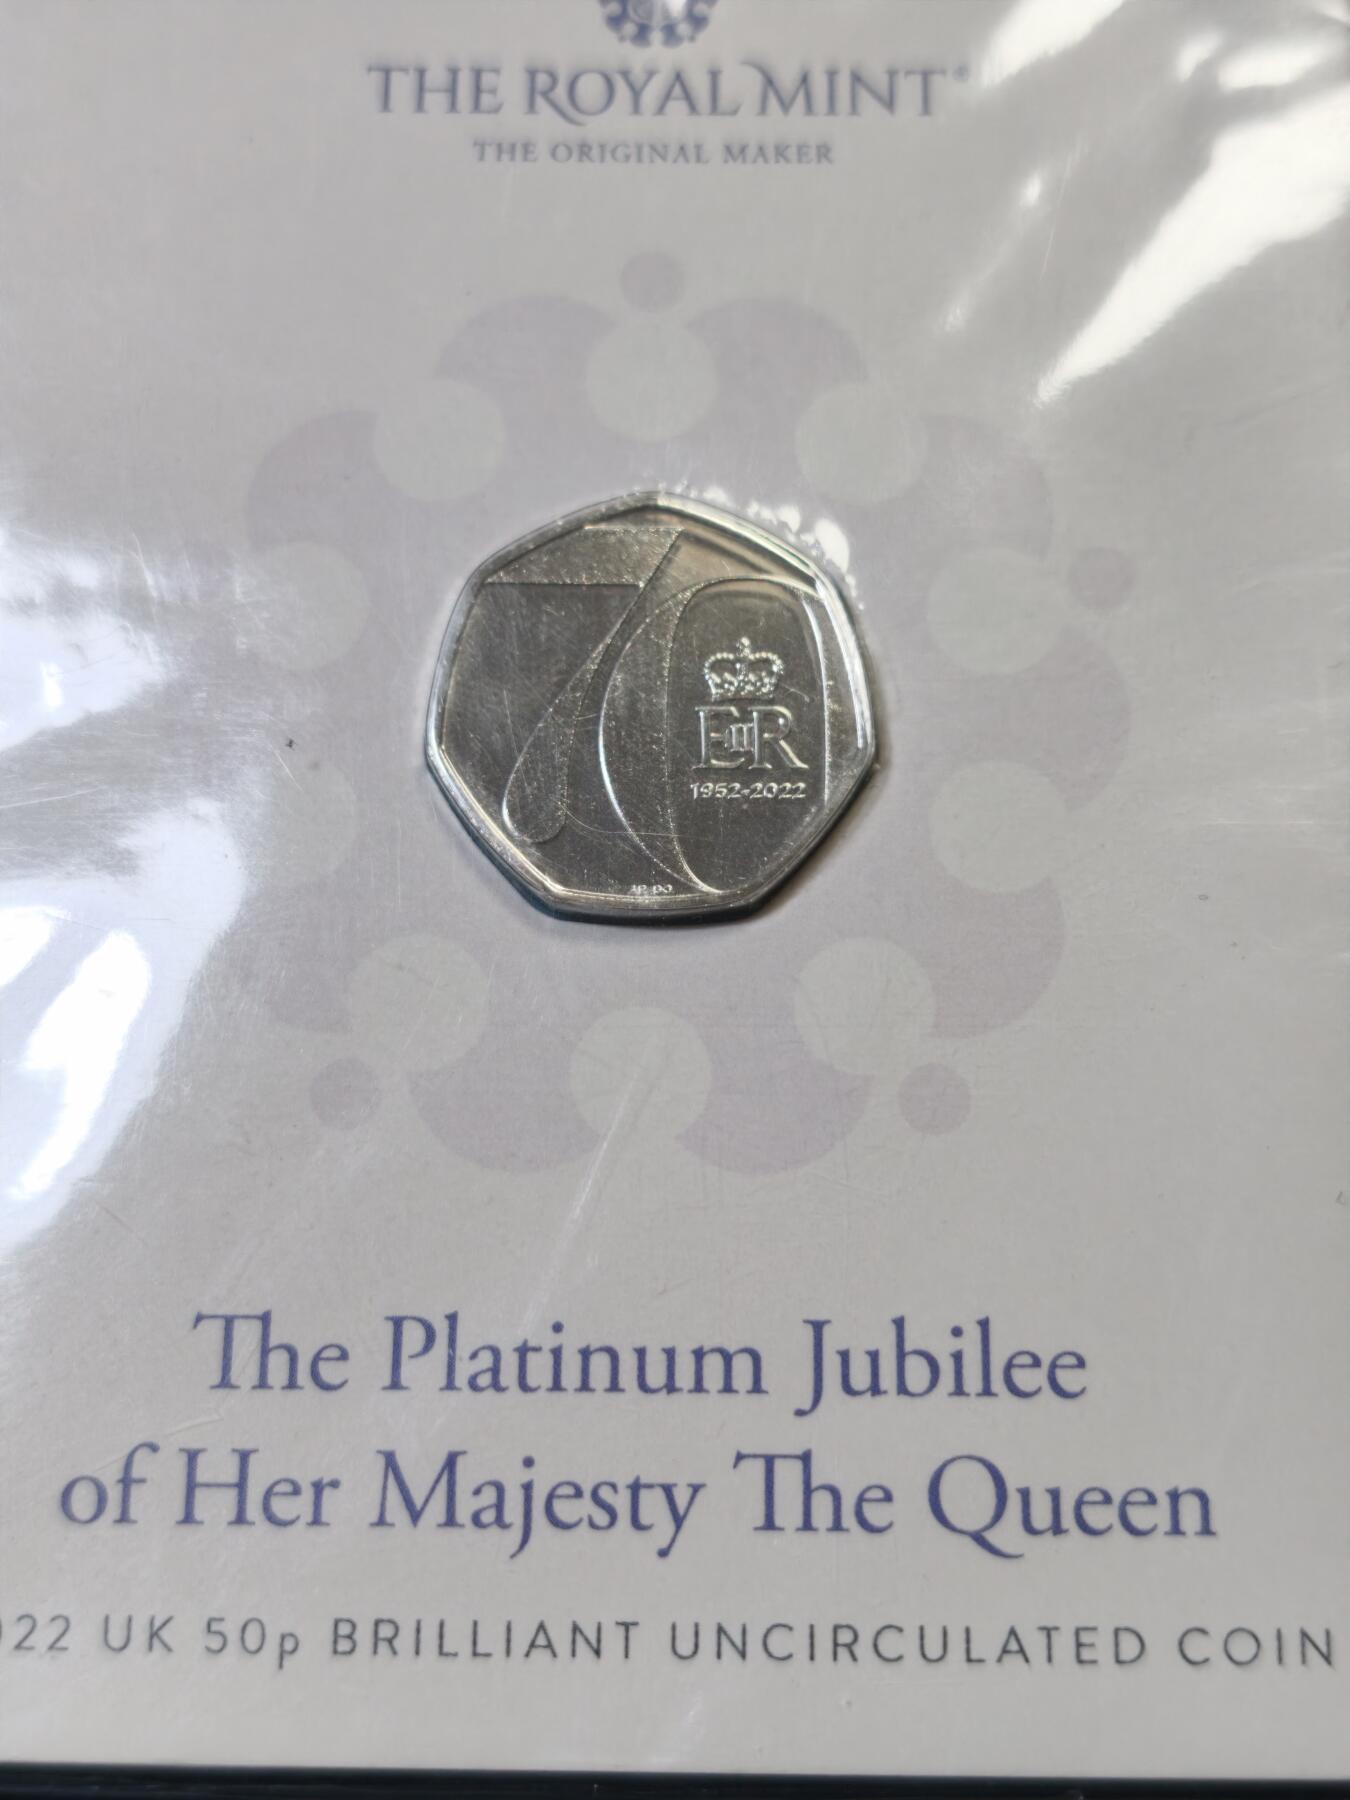 THE ROYAL MINT®
THE ORIGINAL MAKER
70
EIIR
1952-2022
The Platinum Jubilee
of Her Majesty The Queen
022 UK 50p BRILLIANT UNCIRCULATED COIN